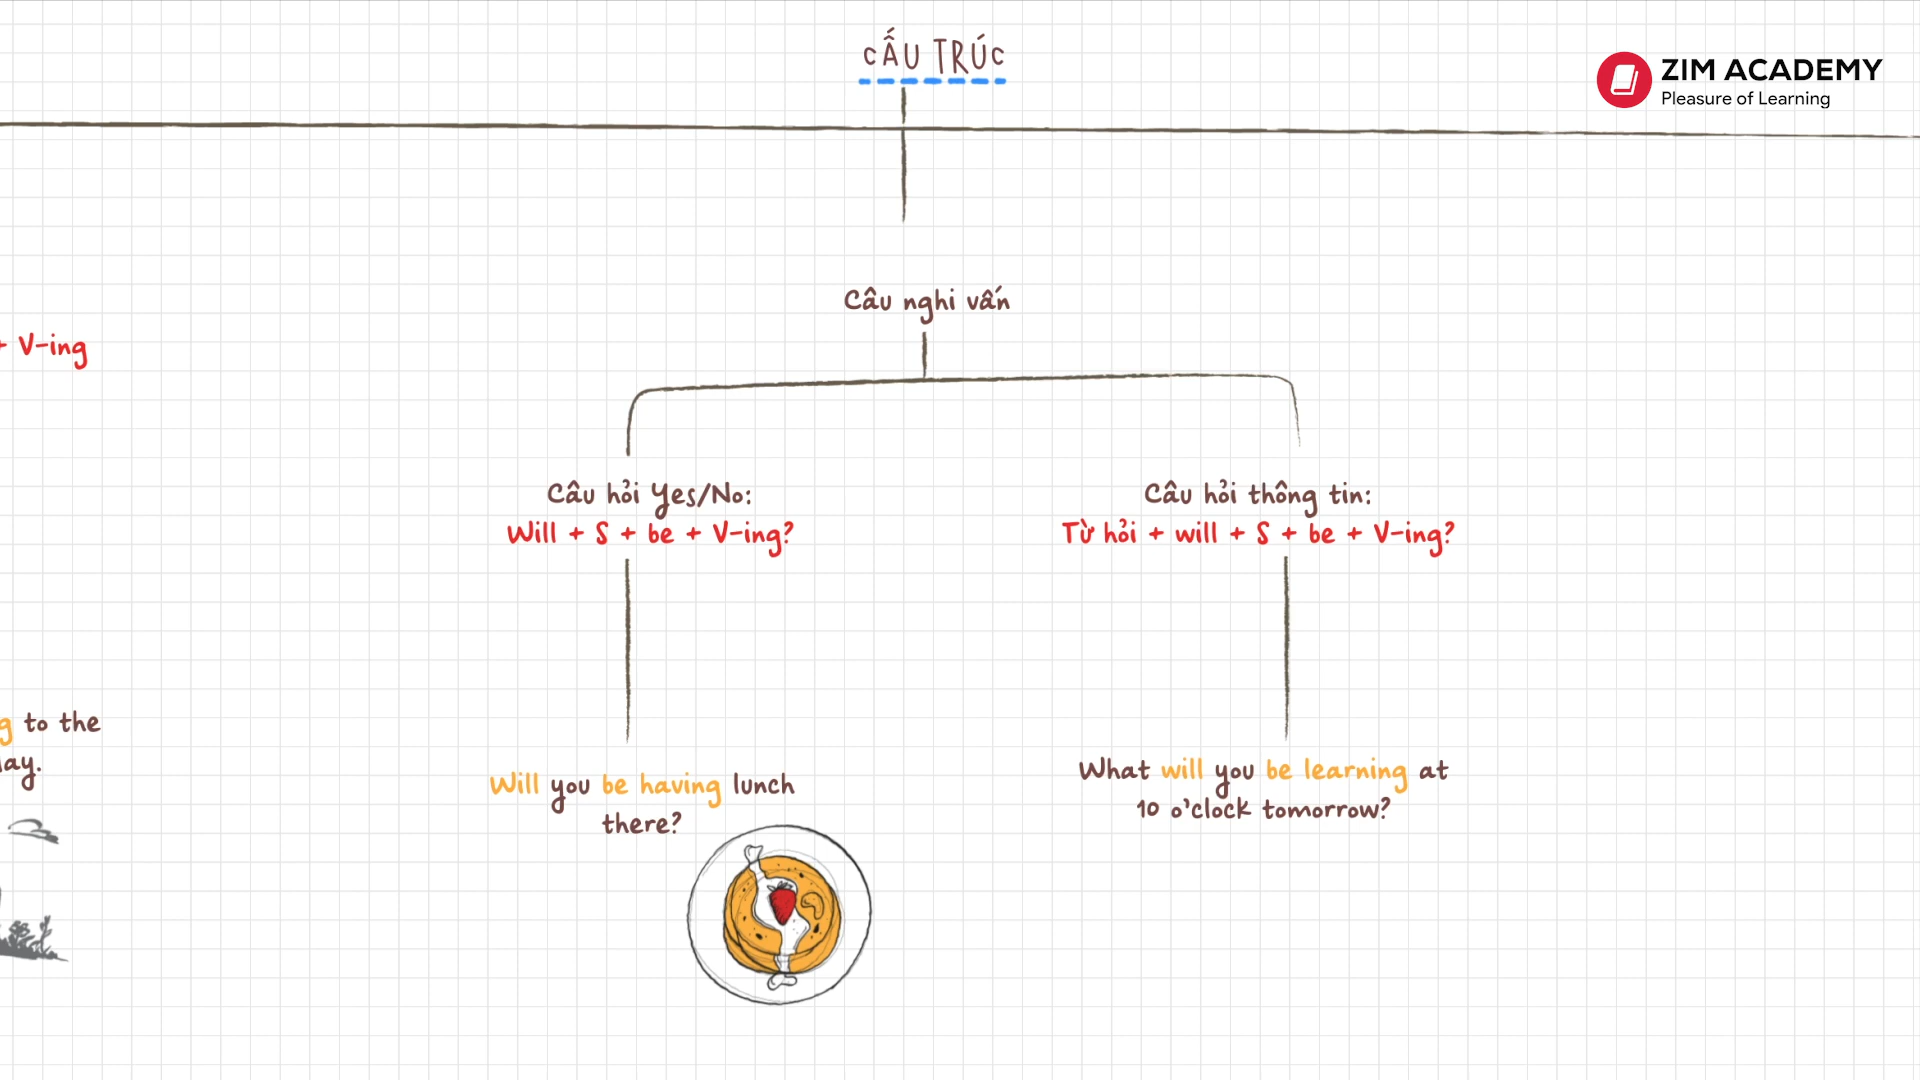 CẤU TRÚC
ZIM ACADEMY
Pleasure of Learning
Câu nghi vấn
+ V-ing
Câu hỏi Yes/No:
Will + S + be + V-ing?
Câu hỏi thông tin:
Từ hỏi + will + S + be + V-ing?
to the
Will you be having lunch
there?
What will you be learning at
10 o'clock tomorrow?